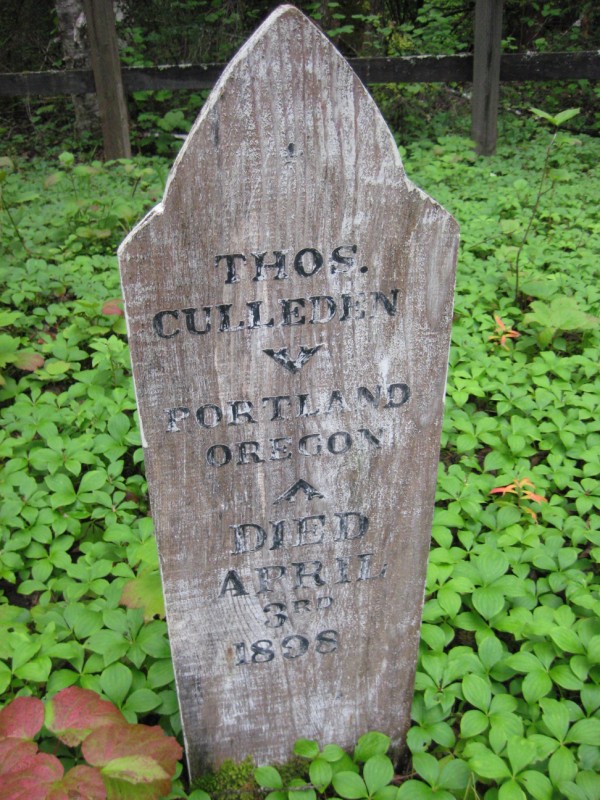 THOS.
CULLEDEN
PORTLAND
OREGON
DIED
APRIL
3RD
1898